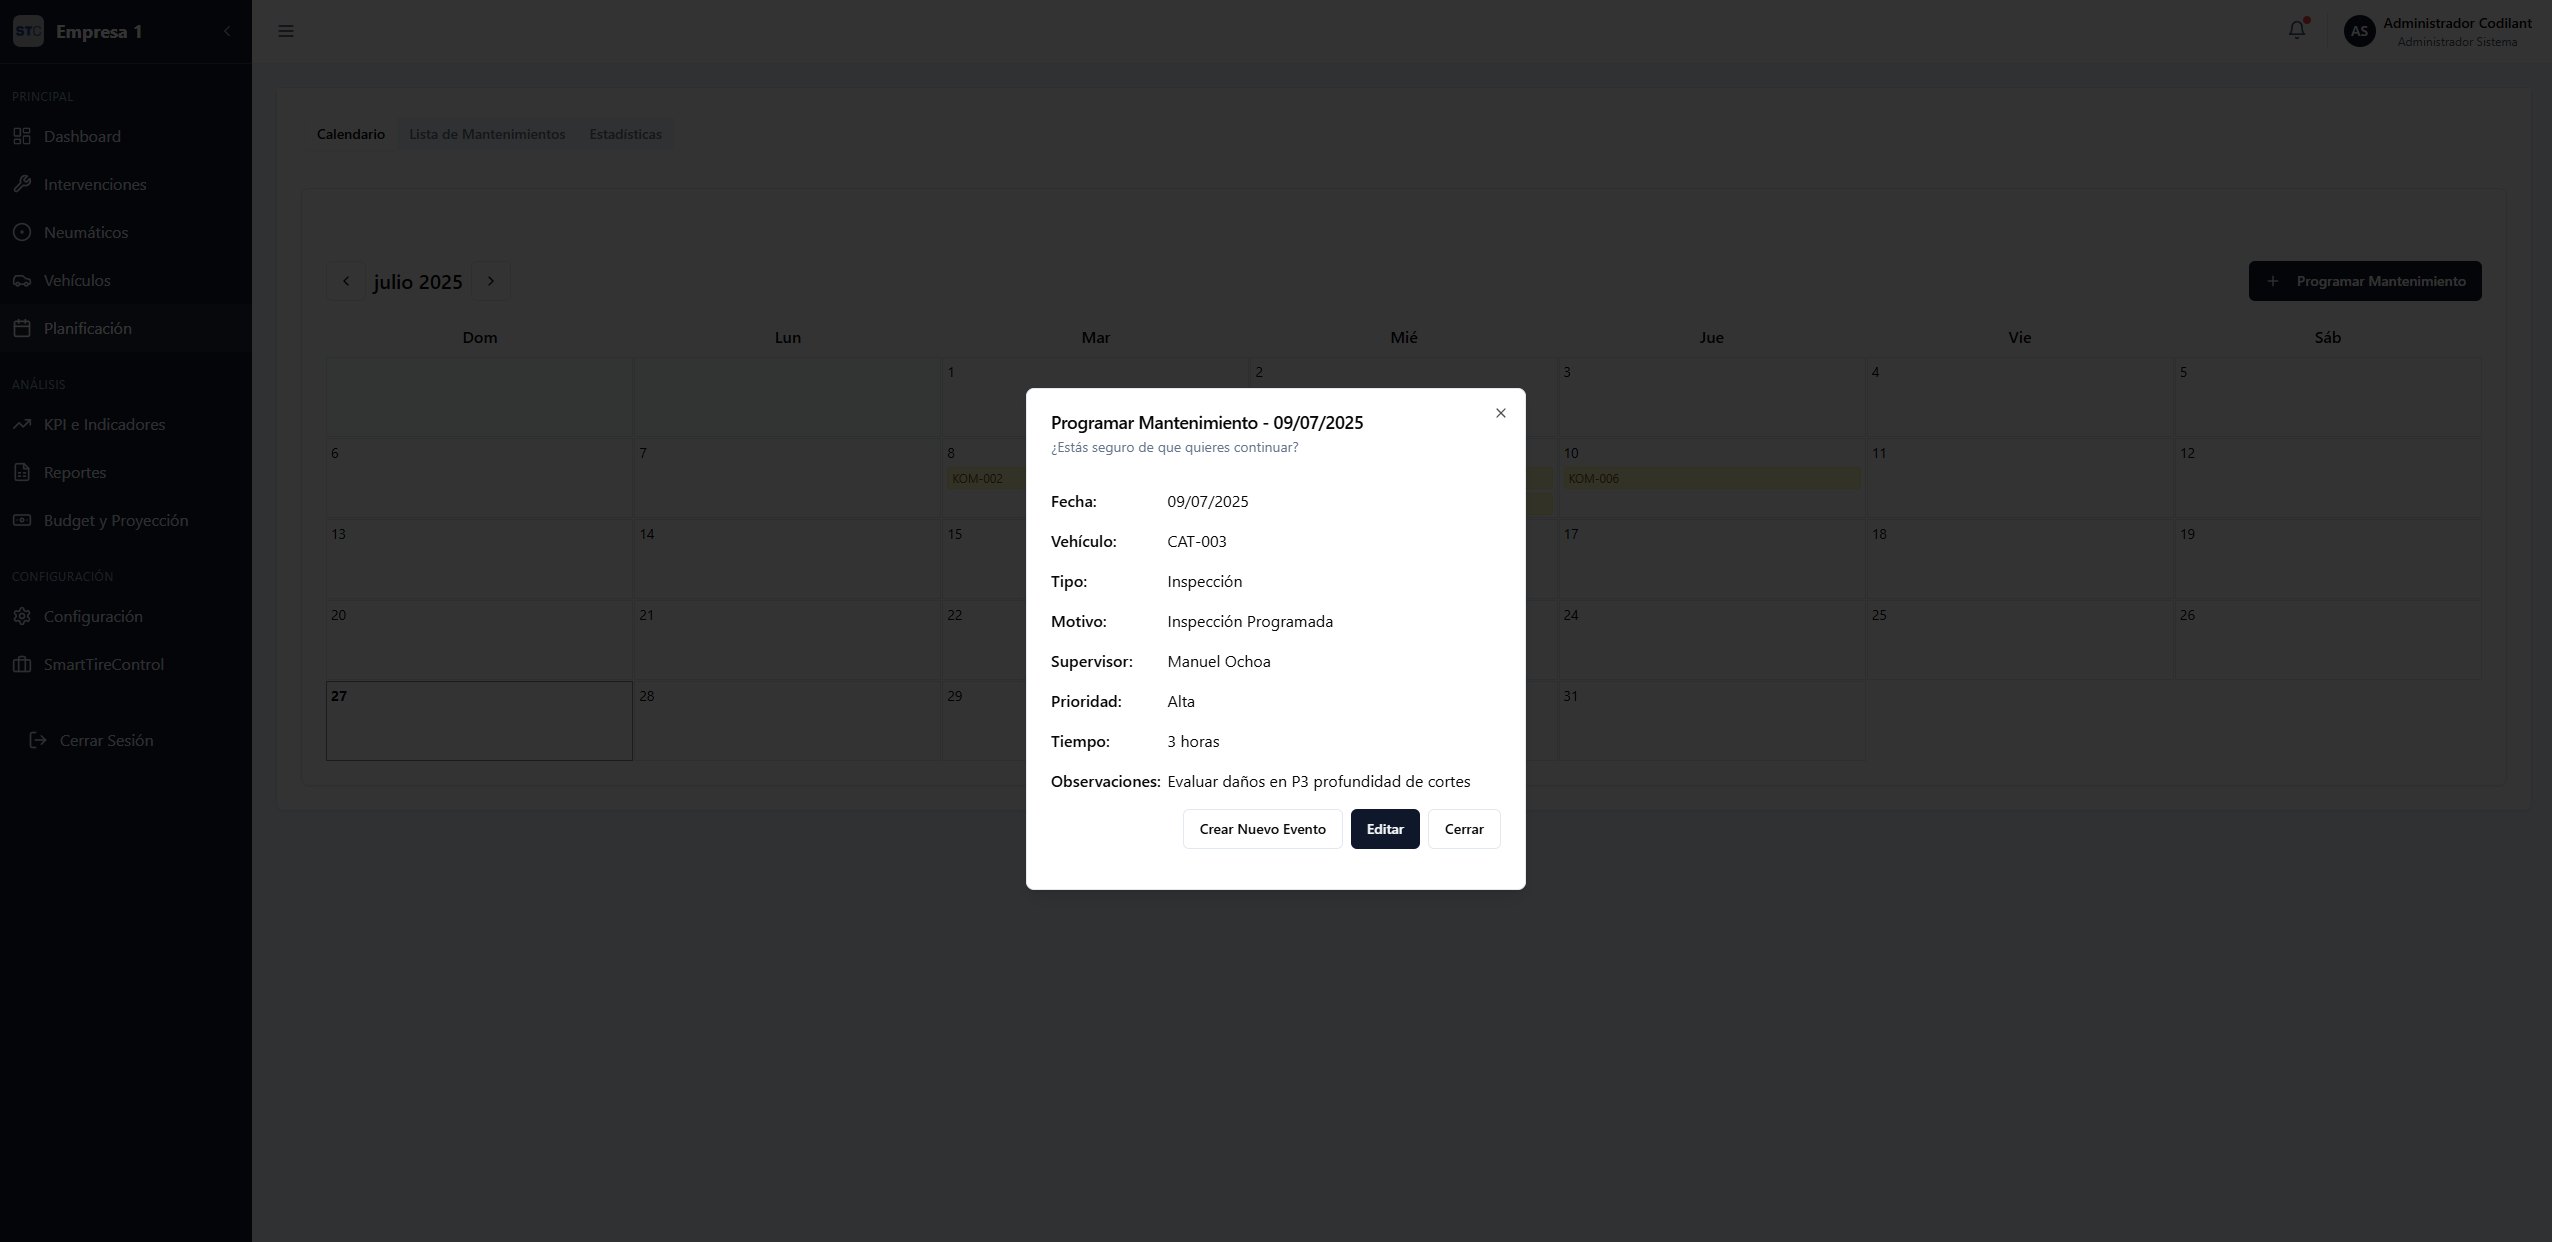 STC Empresa 1
Administrador Codilant
AS
Administrador Sistema
PRINCIPAL
Dashboard
Intervenciones
Neumáticos
Vehículos
Planificación
ANÁLISIS
KPI e Indicadores
Reportes
Budget y Proyección
CONFIGURACIÓN
Configuración
SmartTireControl
Cerrar Sesión
Calendario Lista de Mantenimientos Estadísticas
julio 2025
+ Programar Mantenimiento
Dom Lun Mar Mié Jue Vie Sáb
1 2 3 4 5
6 7 8 10 11 12
KOM-002 KOM-006
13 14 15 17 18 19
20 21 22 24 25 26
27 28 29 31
Programar Mantenimiento - 09/07/2025
¿Estás seguro de que quieres continuar?
Fecha: 09/07/2025
Vehículo: CAT-003
Tipo: Inspección
Motivo: Inspección Programada
Supervisor: Manuel Ochoa
Prioridad: Alta
Tiempo: 3 horas
Observaciones: Evaluar daños en P3 profundidad de cortes
Crear Nuevo Evento Editar Cerrar